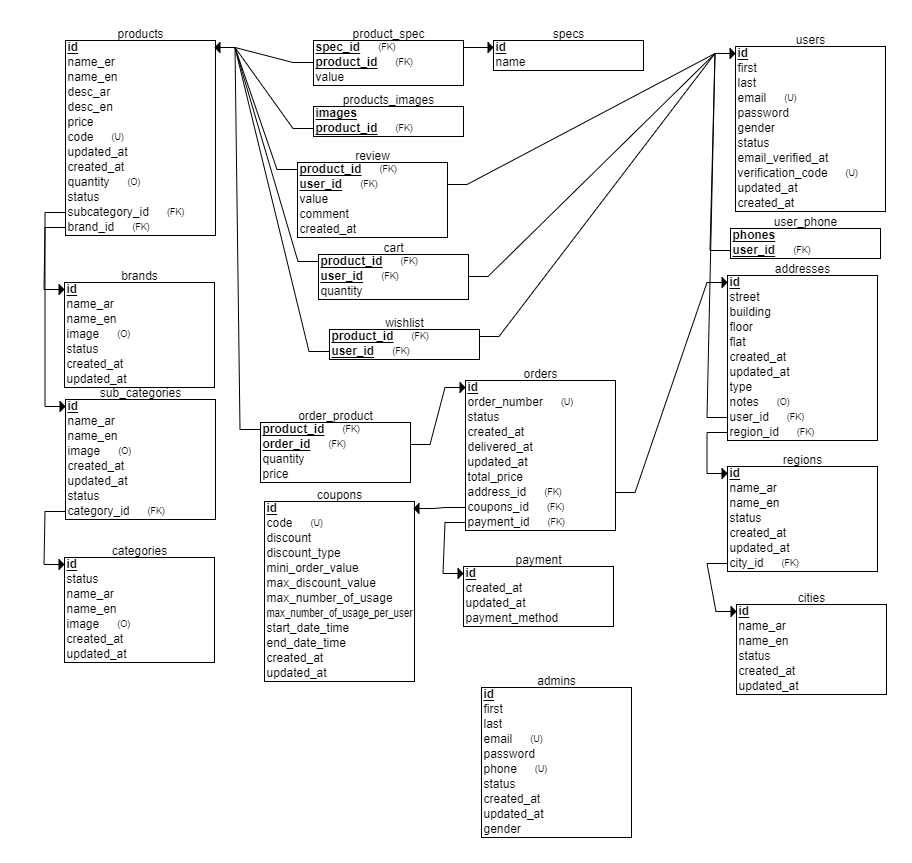 products
id
name_er
name_en
desc_ar
desc_en
price
code (U)
updated_at
created_at
quantity (O)
status
subcategory_id (FK)
brand_id (FK)
brands
id
name_ar
name_en
image (O)
status
created_at
updated_at
sub_categories
id
name_ar
name_en
image (O)
created_at
updated_at
status
category_id (FK)
categories
id
status
name_ar
name_en
image (O)
created_at
updated_at
product_spec
spec_id (FK)
product_id (FK)
value
products_images
images
product_id (FK)
review
product_id (FK)
user_id (FK)
value
comment
created_at
cart
product_id (FK)
user_id (FK)
quantity
wishlist
product_id (FK)
user_id (FK)
order_product
product_id (FK)
order_id (FK)
quantity
price
coupons
id
code (U)
discount
discount_type
mini_order_value
max_discount_value
max_number_of_usage
max_number_of_usage_per_user
start_date_time
end_date_time
created_at
updated_at
specs
id
name
orders
id
order_number (U)
status
created_at
delivered_at
updated_at
total_price
address_id (FK)
coupons_id (FK)
payment_id (FK)
payment
id
created_at
updated_at
payment_method
admins
id
first
last
email (U)
password
phone (U)
status
created_at
updated_at
gender
users
id
first
last
email (U)
password
gender
status
email_verified_at
verification_code (U)
updated_at
created_at
user_phone
phones
user_id (FK)
addresses
id
street
building
floor
flat
created_at
updated_at
type
notes (O)
user_id (FK)
region_id (FK)
regions
id
name_ar
name_en
status
created_at
updated_at
city_id (FK)
cities
id
name_ar
name_en
status
created_at
updated_at